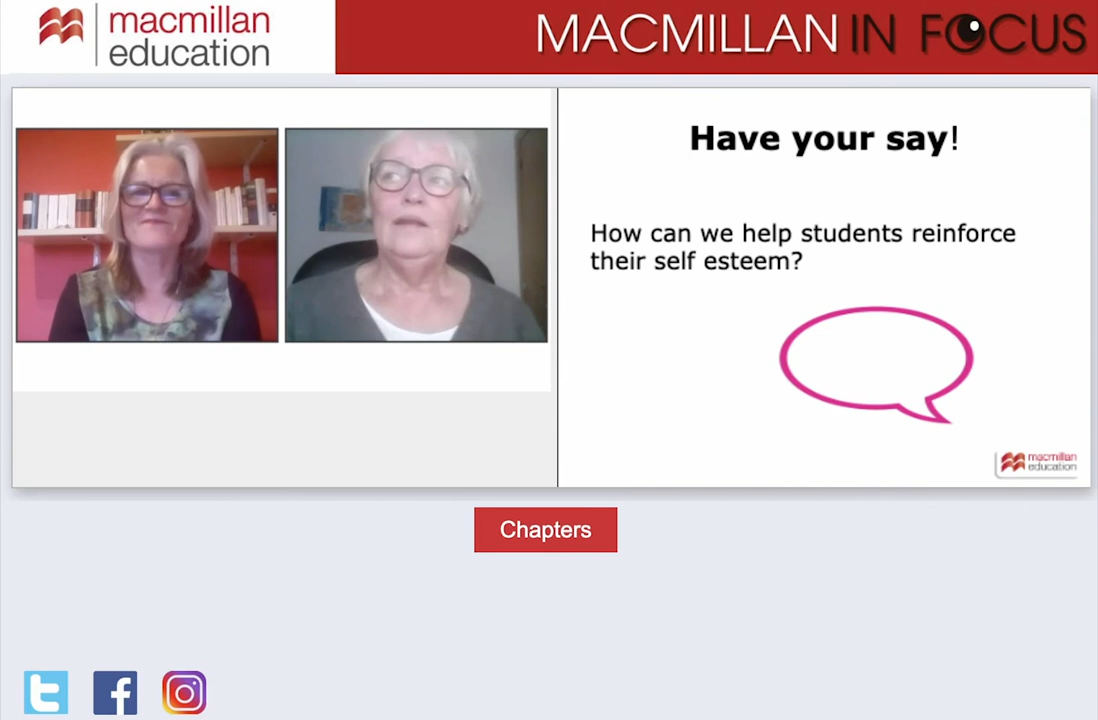 macmillan
education
MACMILLAN IN FOCUS
Have your say!
How can we help students reinforce
their self esteem?
macmillan
education
Chapters